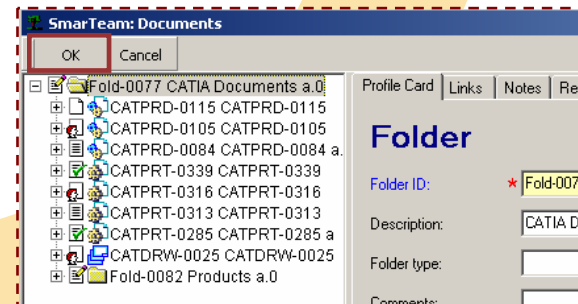 SmarTeam: Documents
OK Cancel
Fold-0077 CATIA Documents a.0
CATPRD-0115 CATPRD-0115
CATPRD-0105 CATPRD-0105
CATPRD-0084 CATPRD-0084 a.
CATPRT-0339 CATPRT-0339
CATPRT-0316 CATPRT-0316
CATPRT-0313 CATPRT-0313
CATPRT-0285 CATPRT-0285 a
CATDRW-0025 CATDRW-0025
Fold-0082 Products a.0
Profile Card Links Notes Re
Folder
Folder ID: * Fold-007
Description: CATIA D
Folder type:
Comments: